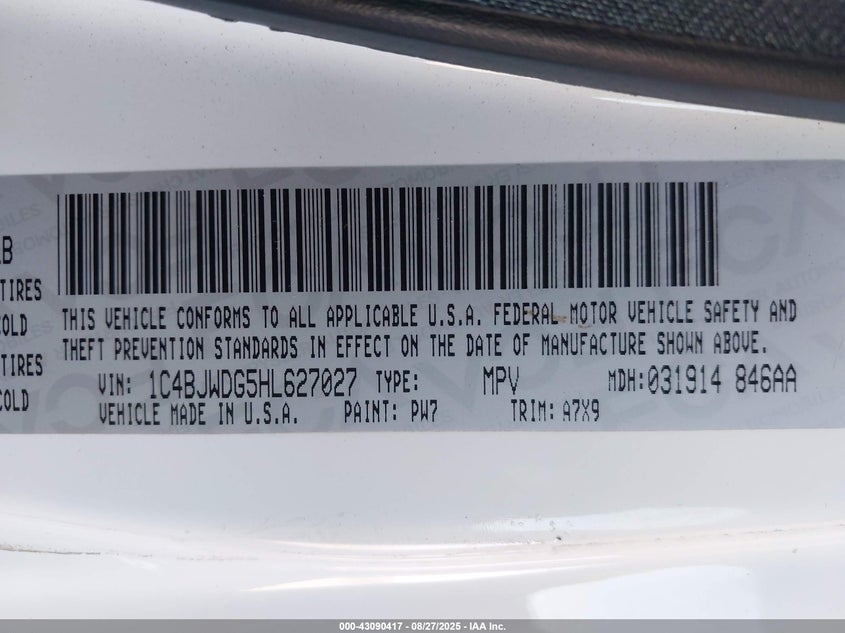 B
TIRES
COLD
TIRES
COLD
THIS VEHICLE CONFORMS TO ALL APPLICABLE U.S.A. FEDERAL MOTOR VEHICLE SAFETY AND
THEFT PREVENTION STANDARDS IN EFFECT ON THE DATE OF MANUFACTURE SHOWN ABOVE.
VIN: 1C4BJWDG5HL627027 TYPE: MPV MDH: 031914 846AA
VEHICLE MADE IN U.S.A. PAINT: PW7 TRIM: A7X9
000-43090417 - 08/27/2025 - IAA Inc.